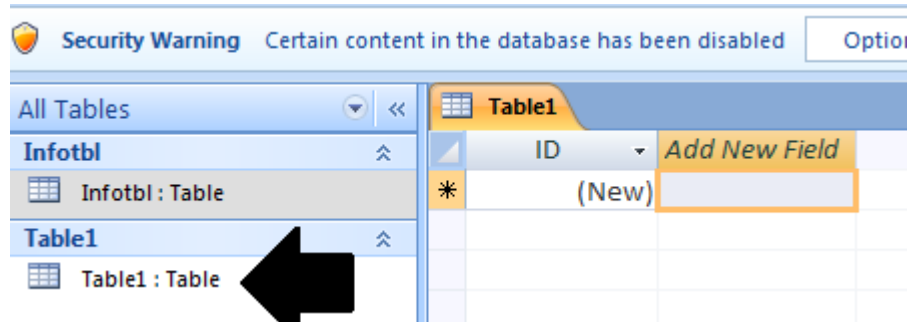 Security Warning Certain content in the database has been disabled Option
All Tables
Infotbl
Infotbl : Table
Table1
Table1 : Table
Table1
ID Add New Field
* (New)